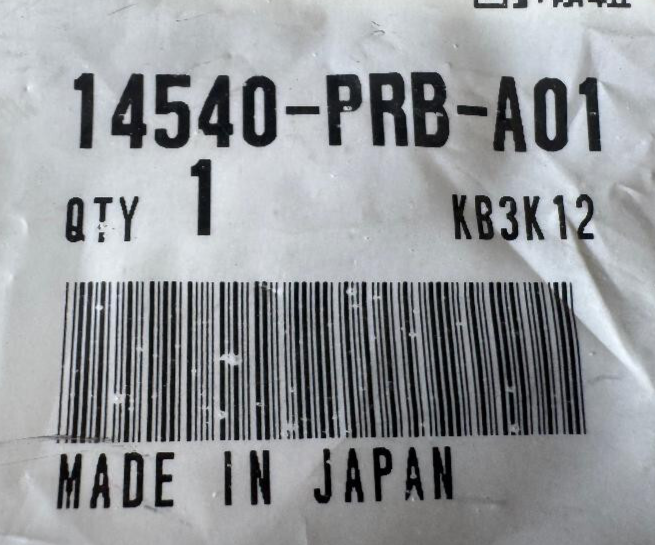 14540-PRB-A01
QTY 1 KB3K12
MADE IN JAPAN